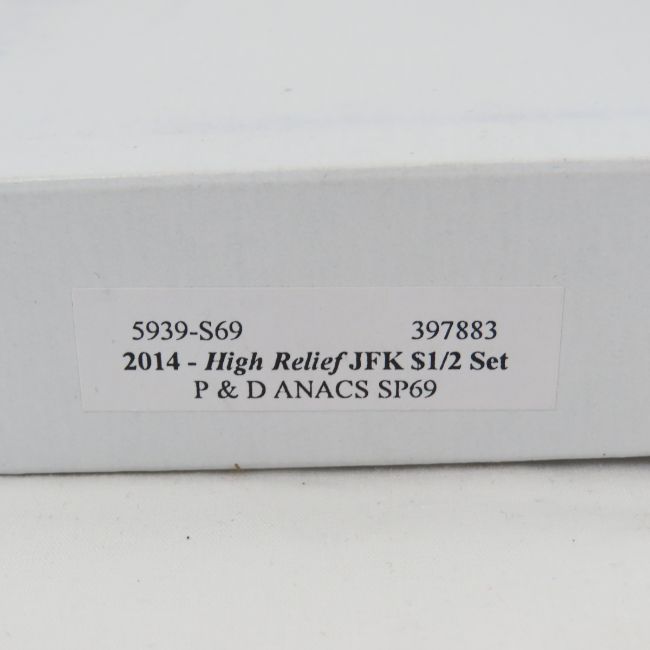 5939-S69 397883
2014 - High Relief JFK $1/2 Set
P & D ANACS SP69